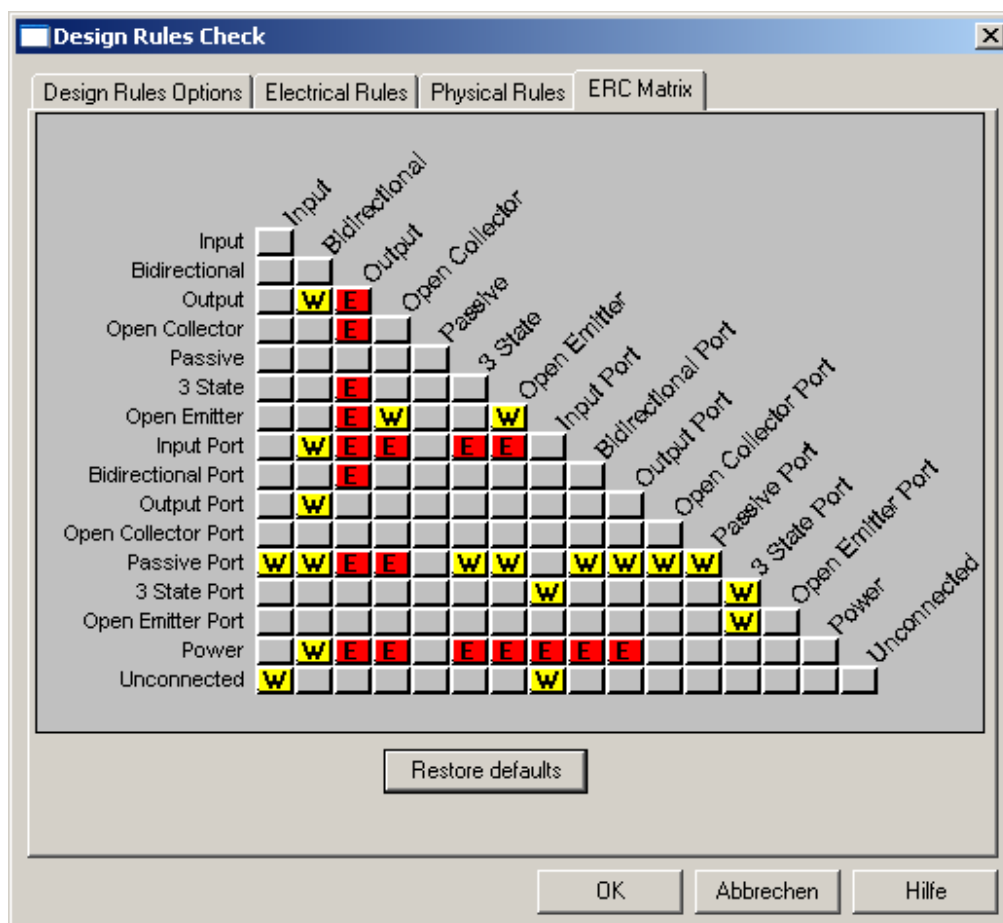 Design Rules Check
Design Rules Options Electrical Rules Physical Rules ERC Matrix
Input
Bidirectional
Output
Open Collector
Passive
3 State
Open Emitter
Input Port
Bidirectional Port
Output Port
Open Collector Port
Passive Port
3 State Port
Open Emitter Port
Power
Unconnected
Input
Bidirectional
Output W E
Open Collector E
Passive
3 State E
Open Emitter E W W
Input Port W E E E E
Bidirectional Port E
Output Port W
Open Collector Port
Passive Port W W E E W W W W W W
3 State Port W W
Open Emitter Port W
Power W E E E E E E E
Unconnected W W
Restore defaults
OK Abbrechen Hilfe